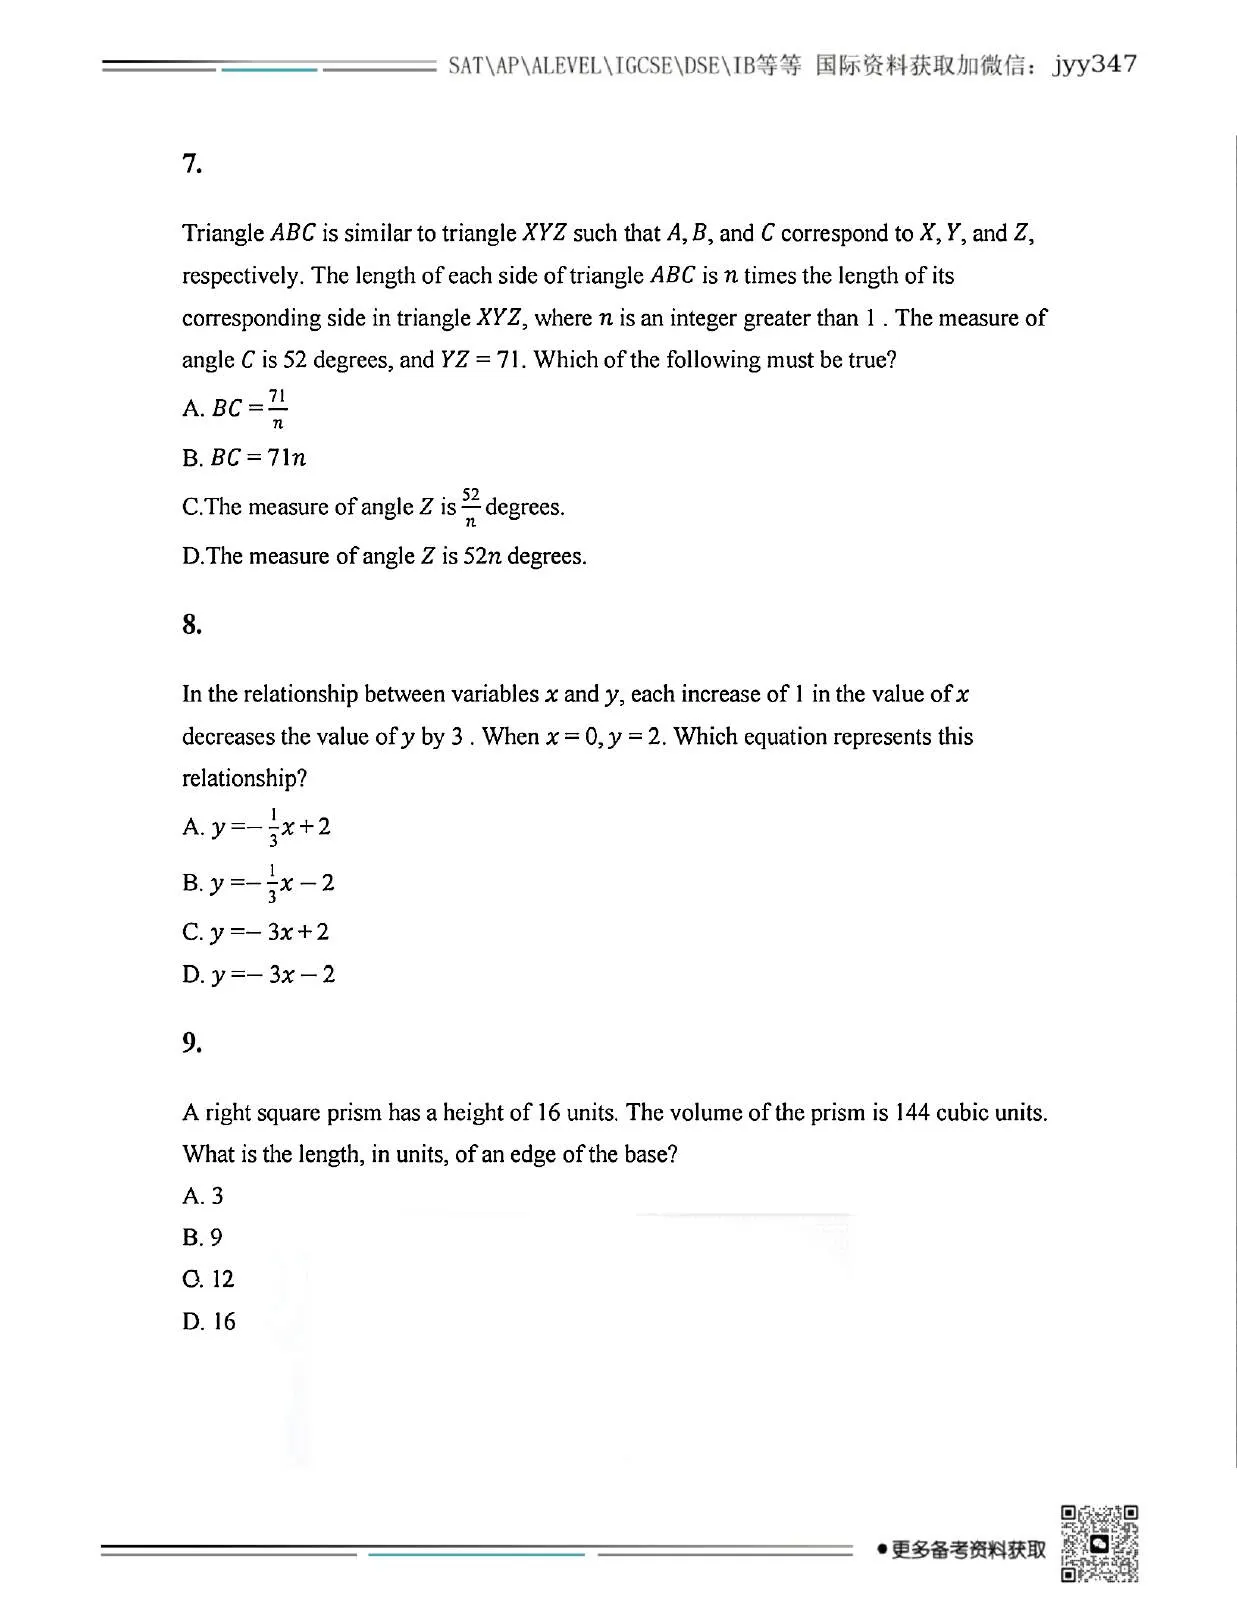 SAT\AP\ALEVEL\IGCSE\DSE\IB等等 国际资料获取加微信： jyy347
7.
Triangle ABC is similar to triangle XYZ such that A, B, and C correspond to X, Y, and Z,
respectively. The length of each side of triangle ABC is n times the length of its
corresponding side in triangle XYZ, where n is an integer greater than 1 . The measure of
angle C is 52 degrees, and YZ = 71. Which of the following must be true?
A. BC = 71/n
B. BC = 71n
C.The measure of angle Z is 52/n degrees.
D.The measure of angle Z is 52n degrees.
8.
In the relationship between variables x and y, each increase of 1 in the value of x
decreases the value of y by 3 . When x = 0, y = 2. Which equation represents this
relationship?
A. y =− 1/3 x + 2
B. y =− 1/3 x − 2
C. y =− 3x + 2
D. y =− 3x − 2
9.
A right square prism has a height of 16 units. The volume of the prism is 144 cubic units.
What is the length, in units, of an edge of the base?
A. 3
B. 9
C. 12
D. 16
●更多备考资料获取